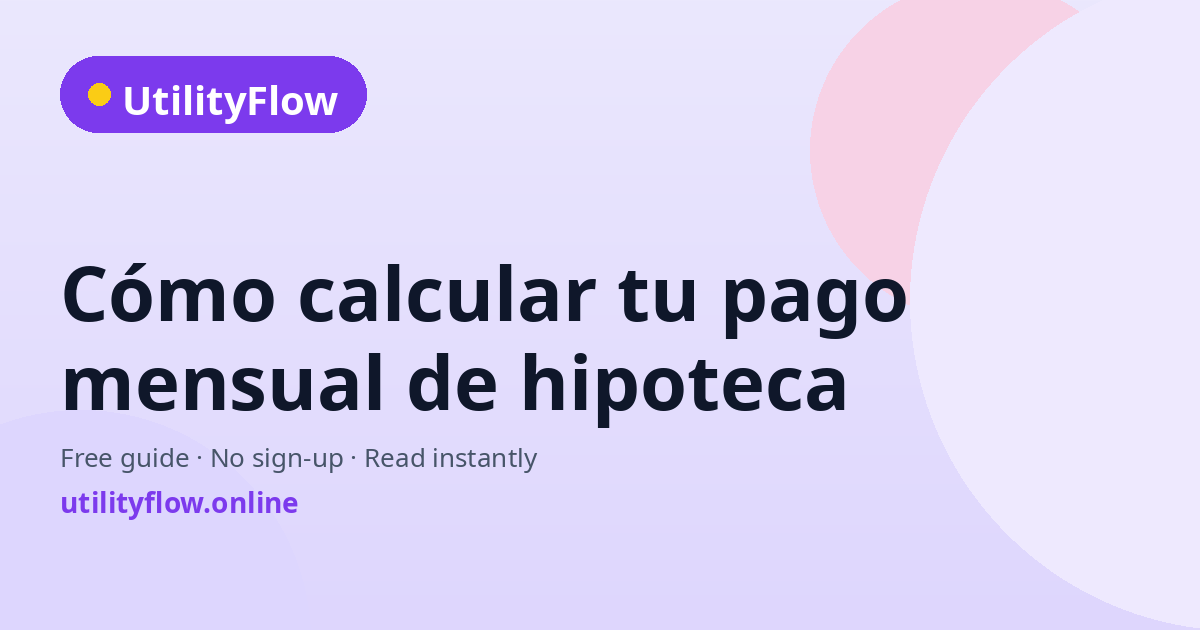 UtilityFlow
Cómo calcular tu pago
mensual de hipoteca
Free guide · No sign-up · Read instantly
utilityflow.online